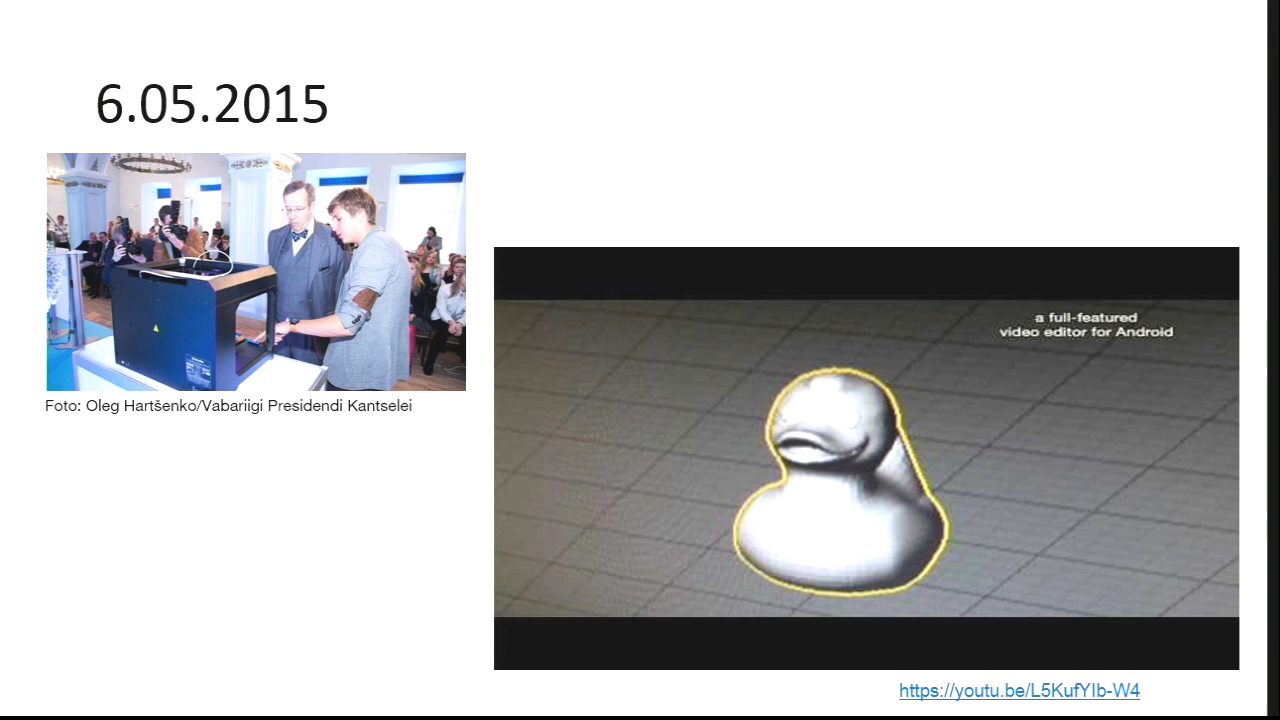 6.05.2015
Foto: Oleg Hartšenko/Vabariigi Presidendi Kantselei
a full-featured
video editor for Android
https://youtu.be/L5KufYIb-W4